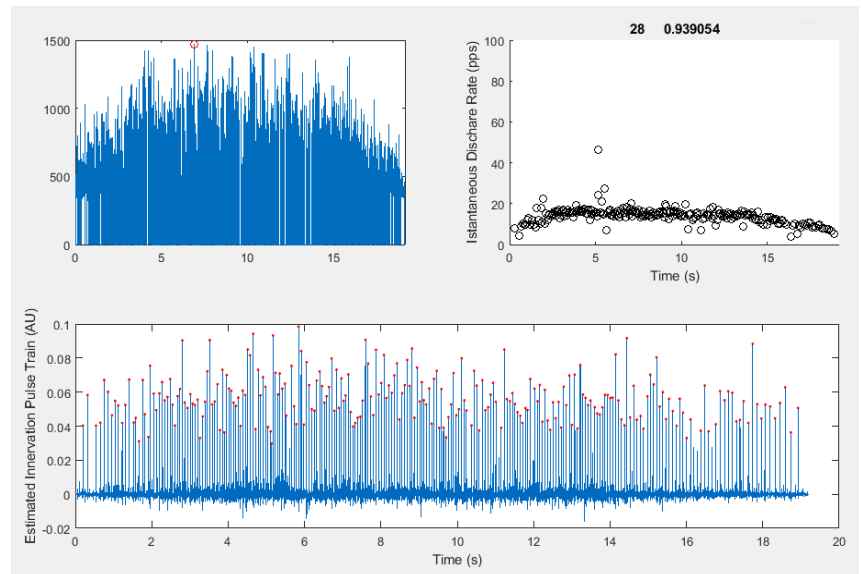 28 0.939054
1500
1000
500
0
0 5 10 15
Istantaneous Dischare Rate (pps)
100
80
60
40
20
0
5 10 15
Time (s)
Estimated Innervation Pulse Train (AU)
0.1
0.08
0.06
0.04
0.02
0
-0.02
0 2 4 6 8 10 12 14 16 18 20
Time (s)